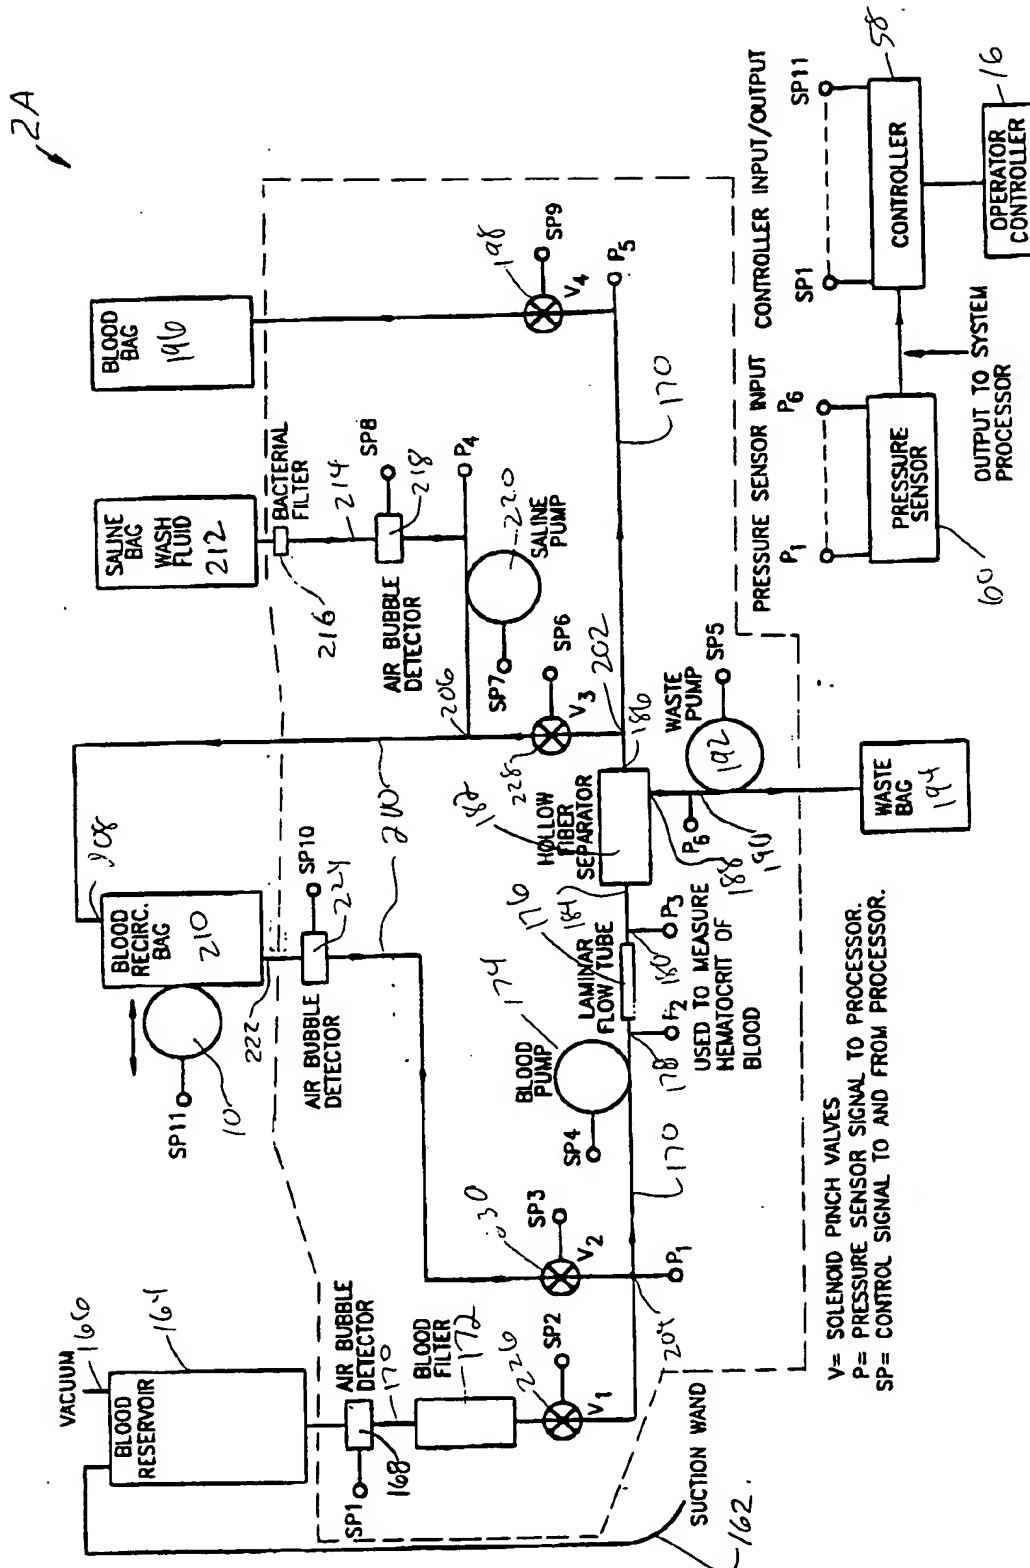 2A
VACUUM
166
BLOOD
RESERVOIR
164
AIR BUBBLE
DETECTOR
SP1
168
170
BLOOD
FILTER
172
226
SP2
V1
SUCTION WAND
162.
204
SP11
10
BLOOD
RECIRC.
BAG
210
208
222
AIR BUBBLE
DETECTOR
SP10
224
200
030
SP3
V2
P1
170
SP4
BLOOD
PUMP
174
LAMINAR
FLOW TUBE
176
178
P2
180
P3
USED TO MEASURE
HEMATOCRIT OF
BLOOD
184
182
HOLLOW
FIBER
SEPARATOR
186
188
190
P6
WASTE
PUMP
192
SP5
WASTE
BAG
194
228
V3
SP6
202
206
SP7
SALINE
PUMP
220
P4
AIR BUBBLE
DETECTOR
SP8
218
214
216
BACTERIAL
FILTER
SALINE
BAG
WASH
FLUID
212
BLOOD
BAG
196
198
SP9
V4
P5
170
PRESSURE SENSOR INPUT
P1
P6
PRESSURE
SENSOR
60
OUTPUT TO SYSTEM
PROCESSOR
CONTROLLER INPUT/OUTPUT
SP1
SP11
CONTROLLER
58
OPERATOR
CONTROLLER
16
V= SOLENOID PINCH VALVES
P= PRESSURE SENSOR SIGNAL TO PROCESSOR.
SP= CONTROL SIGNAL TO AND FROM PROCESSOR.